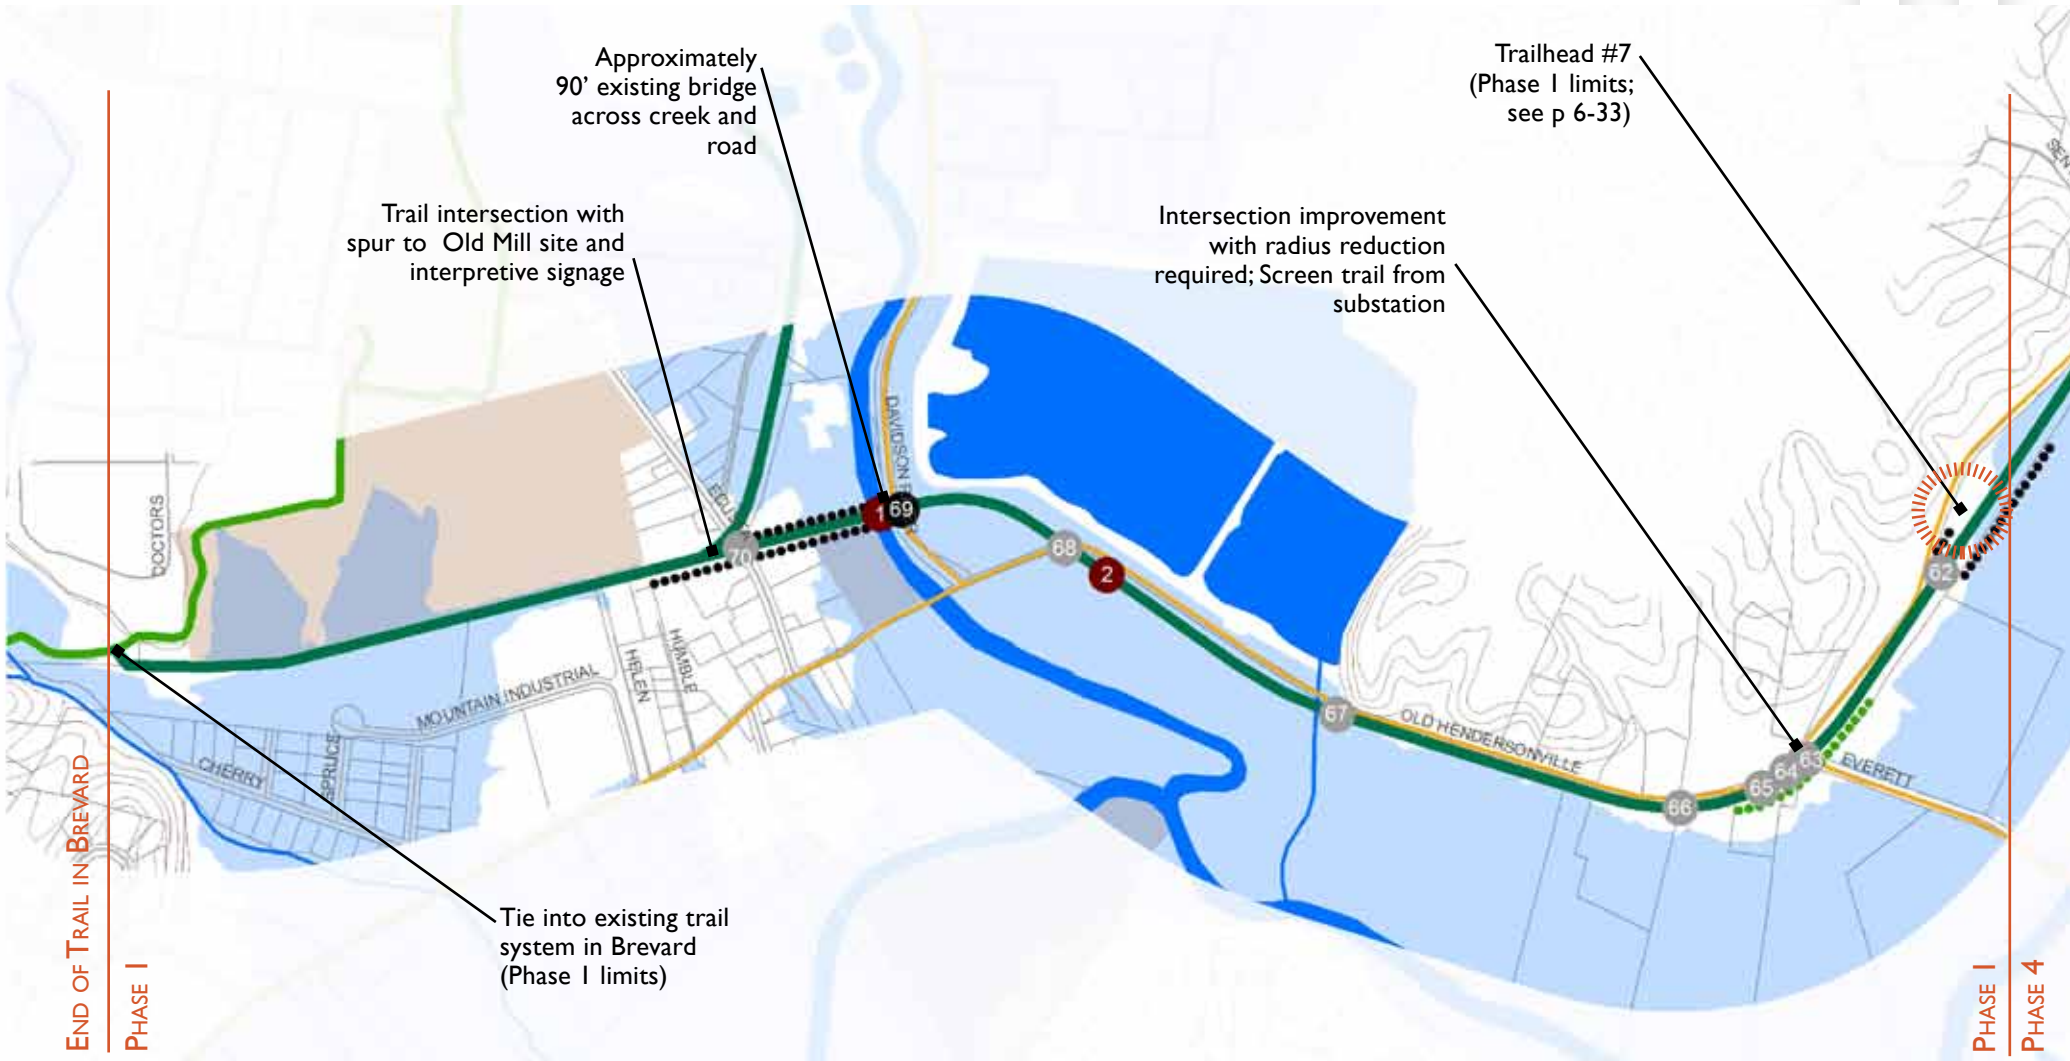 Approximately
90’ existing bridge
across creek and
road
Trailhead #7
(Phase 1 limits;
see p 6-33)
Trail intersection with
spur to Old Mill site and
interpretive signage
Intersection improvement
with radius reduction
required; Screen trail from
substation
DAVIDSON
DOCTORS
1
69
70
68
2
62
HUMBLE
HELEN
MOUNTAIN INDUSTRIAL
67
OLD HENDERSONVILLE
66
65
64
63
EVERETT
SPRUCE
CHERRY
Tie into existing trail
system in Brevard
(Phase 1 limits)
END OF TRAIL IN BREVARD
PHASE 1
PHASE 1
PHASE 4